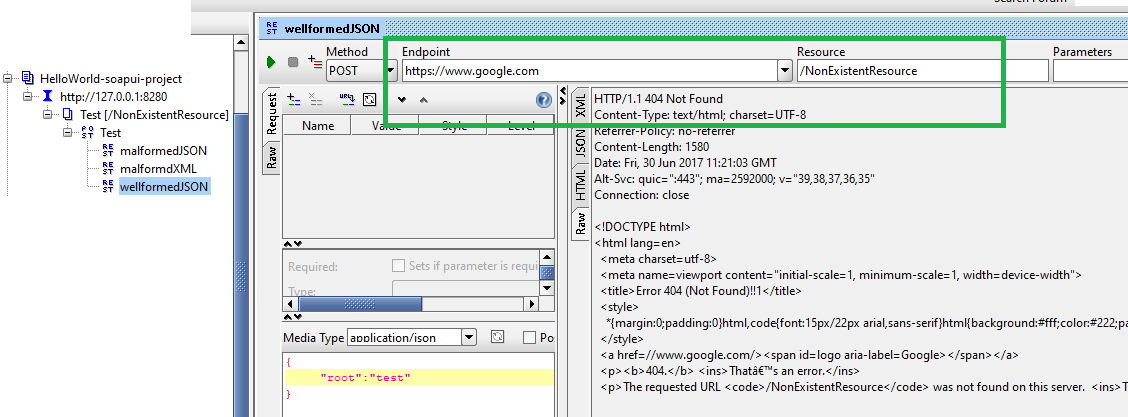 Search Forum
HelloWorld-soapui-project
http://127.0.0.1:8280
Test [/NonExistentResource]
Test
malformedJSON
malformdXML
wellformedJSON
wellformedJSON
Method
Endpoint
Resource
Parameters
POST
https://www.google.com
/NonExistentResource
Request
Raw
Name
Value
Style
Level
Required:
Sets if parameter is requi
Type:
Media Type
application/json
Po
{
"root":"test"
}
XML
JSON
HTML
Raw
HTTP/1.1 404 Not Found
Content-Type: text/html; charset=UTF-8
Referrer-Policy: no-referrer
Content-Length: 1580
Date: Fri, 30 Jun 2017 11:21:03 GMT
Alt-Svc: quic=":443"; ma=2592000; v="39,38,37,36,35"
Connection: close
<!DOCTYPE html>
<html lang=en>
<meta charset=utf-8>
<meta name=viewport content="initial-scale=1, minimum-scale=1, width=device-width">
<title>Error 404 (Not Found)!!1</title>
<style>
*{margin:0;padding:0}html,code{font:15px/22px arial,sans-serif}html{background:#fff;color:#222;pa
</style>
<a href=//www.google.com/><span id=logo aria-label=Google></span></a>
<p><b>404.</b> <ins>Thatâ€™s an error.</ins>
<p>The requested URL <code>/NonExistentResource</code> was not found on this server. <ins>T